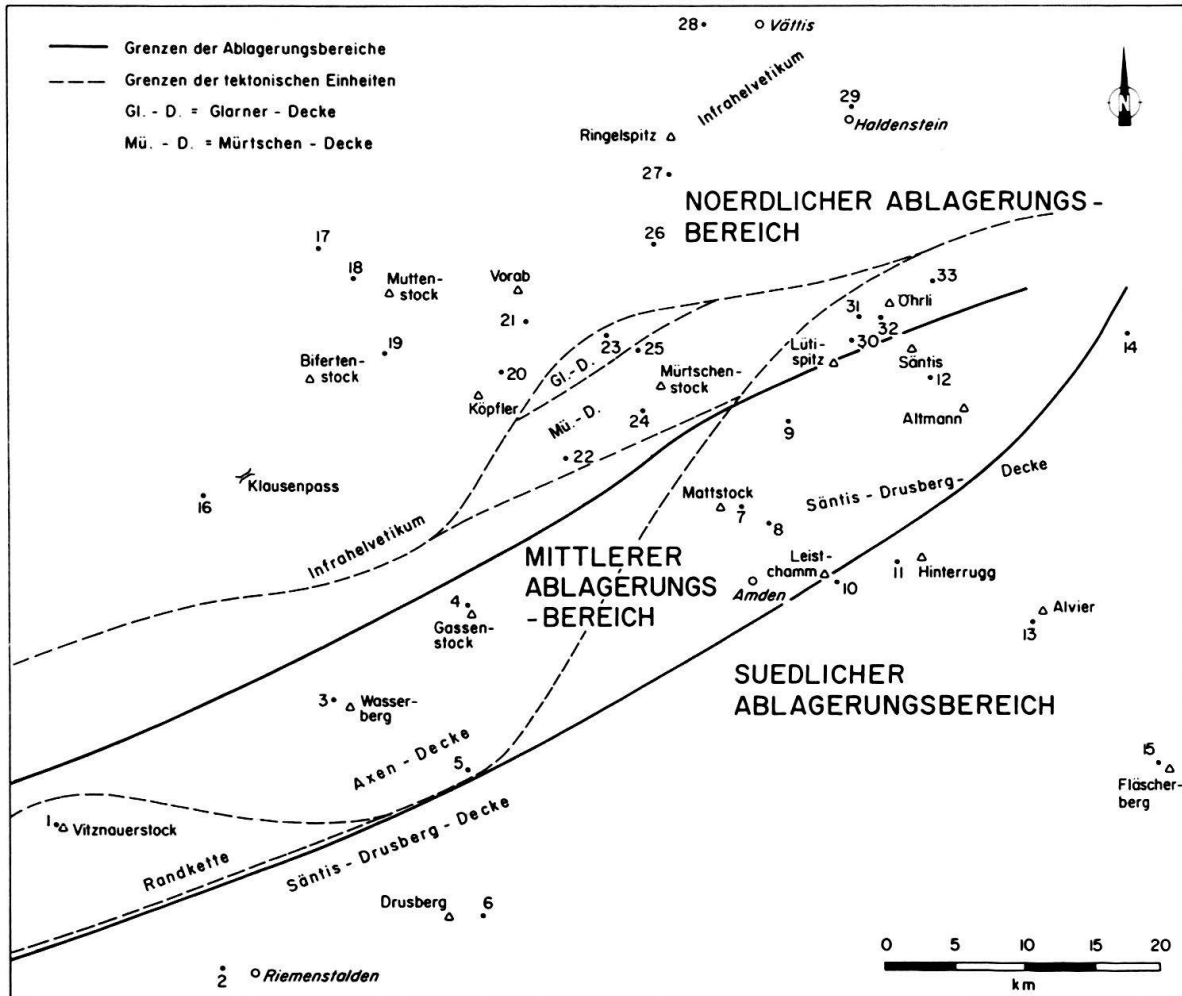 Grenzen der Ablagerungsbereiche
Grenzen der tektonischen Einheiten
Gl. - D. = Glarner - Decke
Mü. - D. = Mürtschen - Decke
28
Vättis
Infrahelvetikum
29
Haldenstein
N
Ringelspitz
27
NOERDLICHER ABLAGERUNGS -
BEREICH
26
17
18
Mutten-
stock
Vorab
21
19
Biferten-
stock
20
Köpfler
23
Gl. - D.
25
Mürtschen-
stock
Mü. - D.
24
22
33
31
Öhrli
32
30
Lüti-
spitz
Säntis
12
14
Altmann
9
Klausenpass
16
Infrahelvetikum
Mattstock
7
8
Säntis - Drusberg -
Decke
MITTLERER
ABLAGERUNGS
-BEREICH
Leist-
chamm
Amden
10
11
Hinterrugg
4
Gassen-
stock
Alvier
13
SUEDLICHER
ABLAGERUNGSBEREICH
3
Wasser-
berg
Axen - Decke
5
15
Fläscher-
berg
1
Vitznauerstock
Randkette
Säntis - Drusberg - Decke
Drusberg
6
2
Riemenstalden
0 5 10 15 20
km